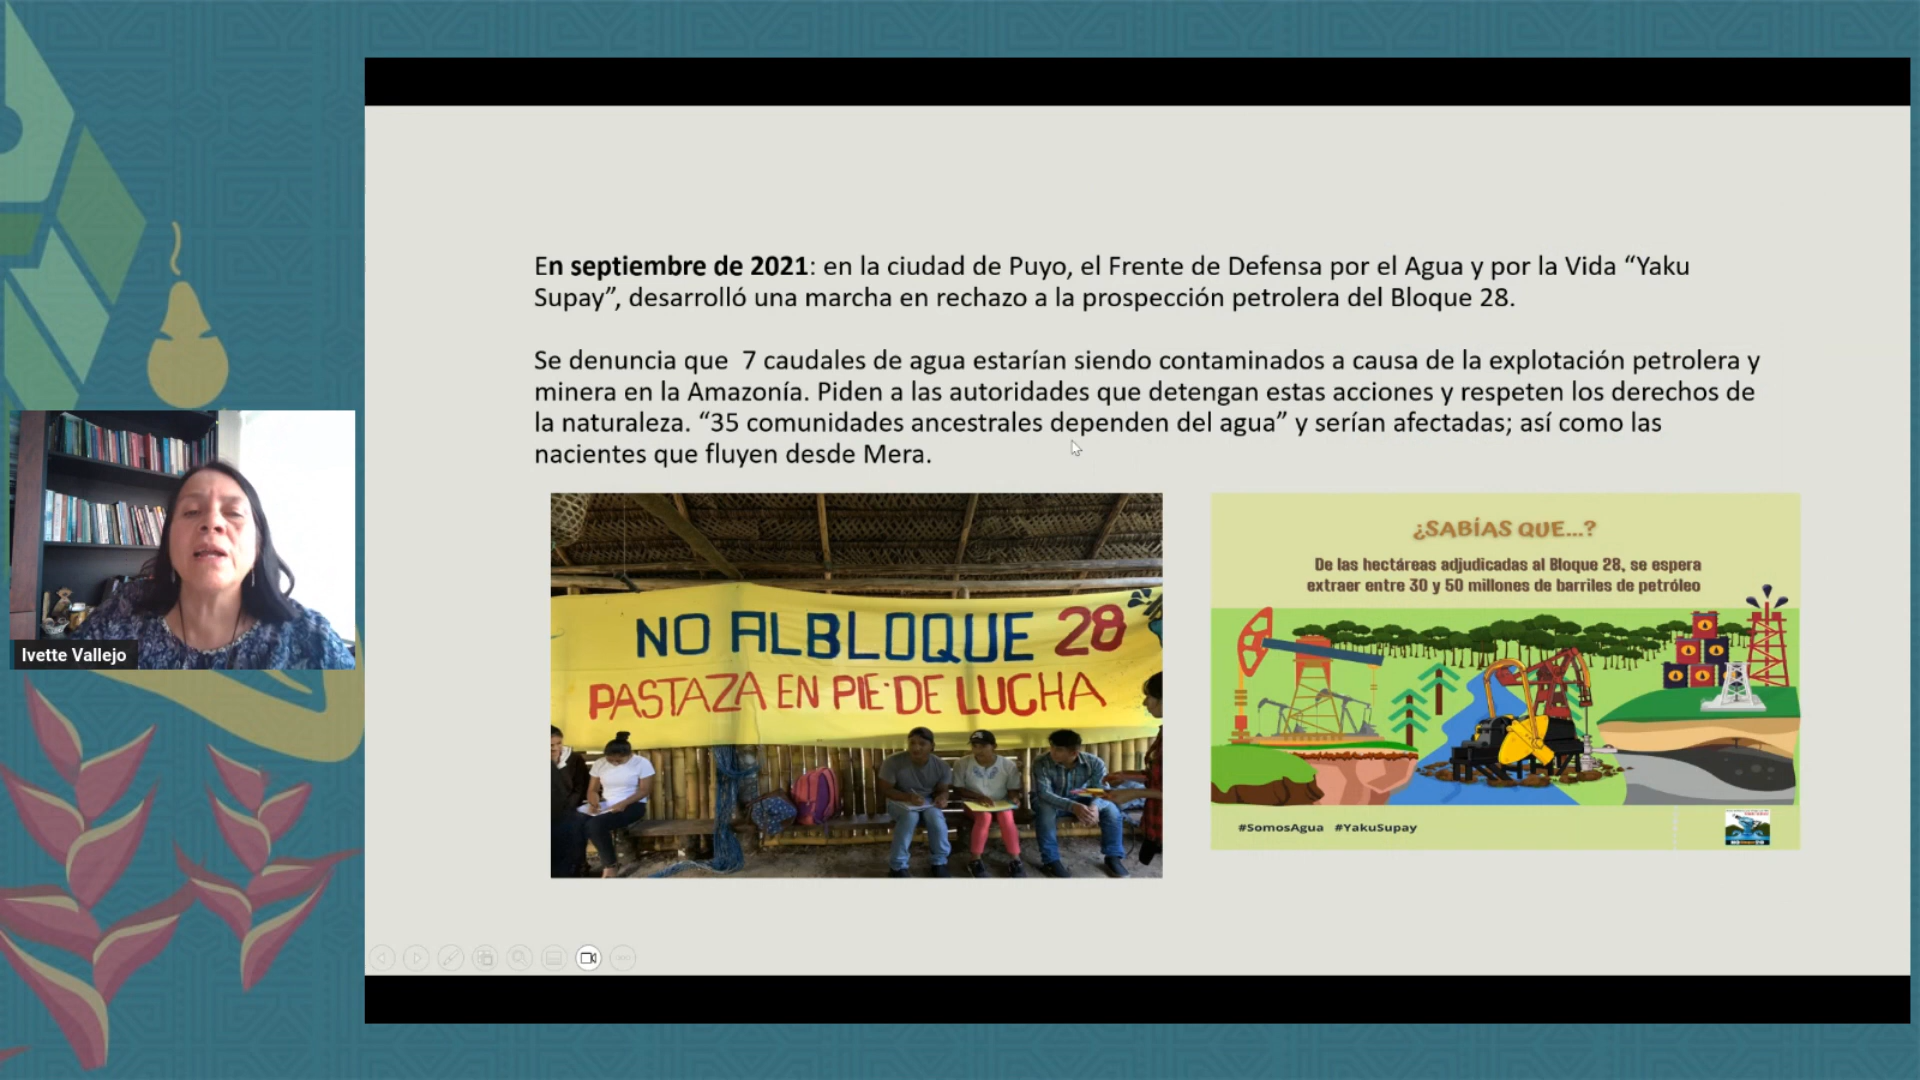 En septiembre de 2021: en la ciudad de Puyo, el Frente de Defensa por el Agua y por la Vida “Yaku
Supay”, desarrolló una marcha en rechazo a la prospección petrolera del Bloque 28.
Se denuncia que 7 caudales de agua estarían siendo contaminados a causa de la explotación petrolera y
minera en la Amazonía. Piden a las autoridades que detengan estas acciones y respeten los derechos de
la naturaleza. “35 comunidades ancestrales dependen del agua” y serían afectadas; así como las
nacientes que fluyen desde Mera.
NO AL BLOQUE 28
PASTAZA EN PIE DE LUCHA
¿SABÍAS QUE...?
De las hectáreas adjudicadas al Bloque 28, se espera
extraer entre 30 y 50 millones de barriles de petróleo
#SomosAgua #YakuSupay
Ivette Vallejo